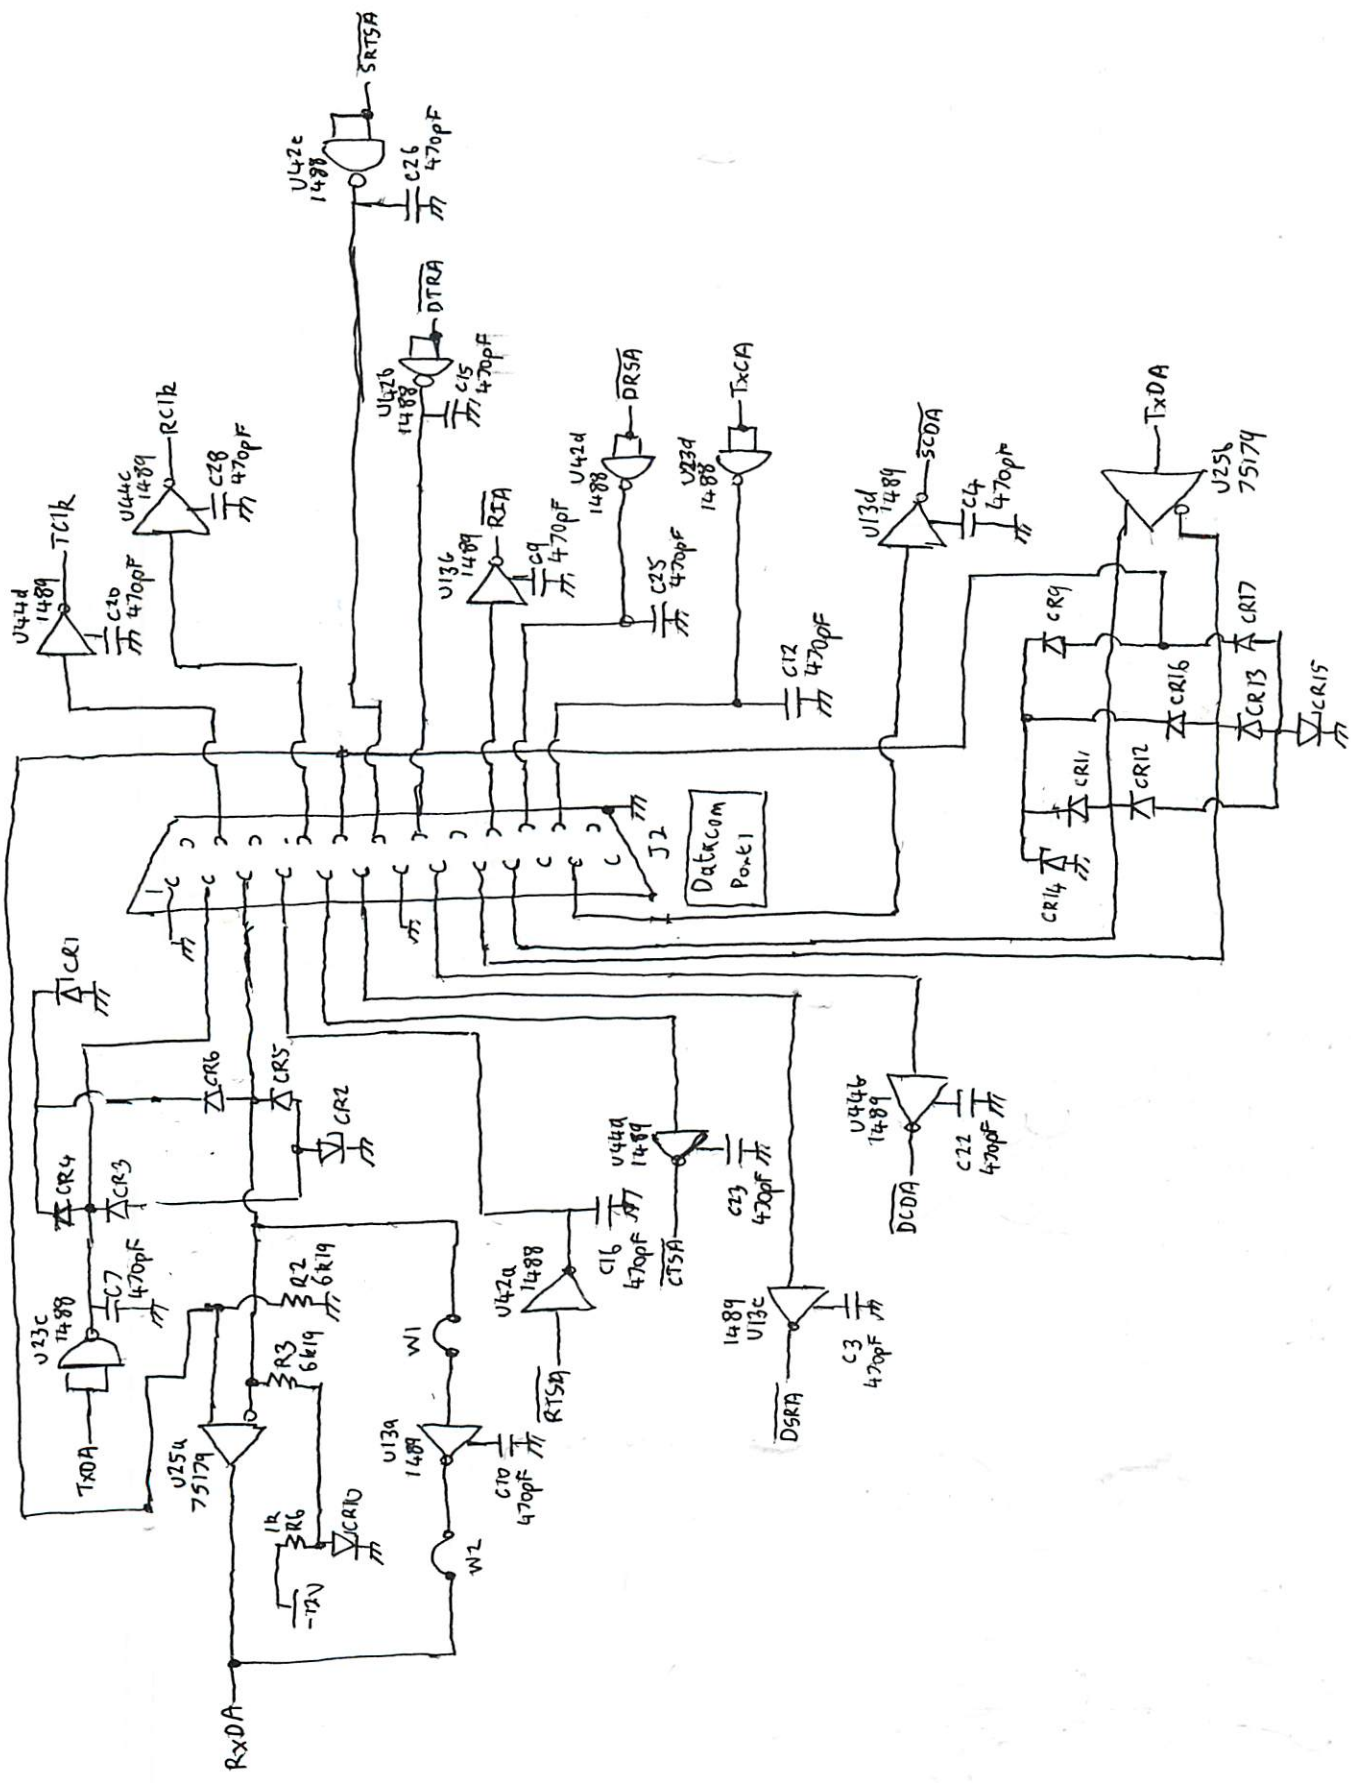 SRTSA
U42c
1488
C26
470pF
DTRA
U42b
1488
C15
470pF
RClk
U44c
1489
C28
470pF
TClk
U44d
1489
C20
470pF
RIA
U13b
1489
C9
470pF
DRSA
U42d
1488
C25
470pF
TxCA
U23d
1488
C12
470pF
SCDA
U13d
1489
C4
470pF
TxDA
U25b
75179
CR9
CR17
CR16
CR13
CR15
CR11
CR12
CR14
J2
Datacom
Port1
1
CR1
CR6
CR5
CR2
CR4
CR3
C7
470pF
U23c
1488
TxDA
R2
6k19
R3
6k19
U25a
75179
1k
R6
CR10
-12V
RxDA
W1
U13a
1489
C10
470pF
W2
U42a
1488
C16
470pF
RTSA
U44a
1489
C23
470pF
CTSA
1489
U13c
C3
470pF
DSRA
U44b
1489
C22
470pF
DCDA